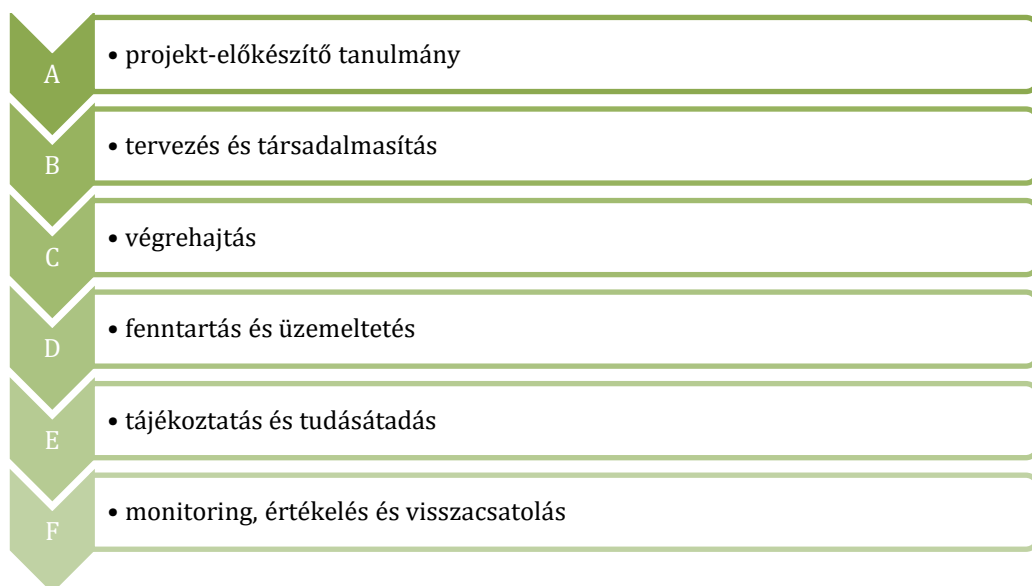 A
• projekt-előkészítő tanulmány
B
• tervezés és társadalmasítás
C
• végrehajtás
D
• fenntartás és üzemeltetés
E
• tájékoztatás és tudásátadás
F
• monitoring, értékelés és visszacsatolás